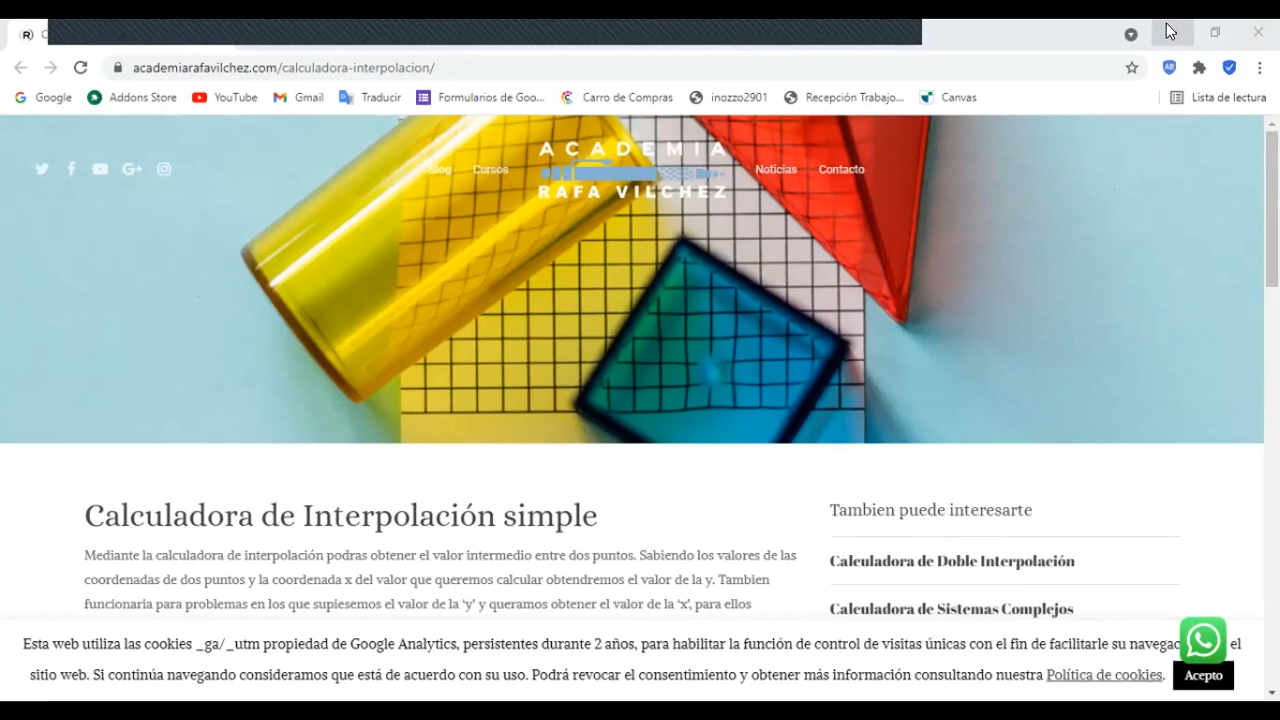 academiarafavilchez.com/calculadora-interpolacion/
Google Addons Store YouTube Gmail Traducir Formularios de Goo... Carro de Compras inozzo2901 Recepción Trabajo... Canvas Lista de lectura
Blog Cursos
ACADEMIA
RAFA VILCHEZ
Noticias Contacto
Calculadora de Interpolación simple
Mediante la calculadora de interpolación podras obtener el valor intermedio entre dos puntos. Sabiendo los valores de las
coordenadas de dos puntos y la coordenada x del valor que queremos calcular obtendremos el valor de la y. Tambien
funcionaria para problemas en los que supiesemos el valor de la ‘y’ y queramos obtener el valor de la ‘x’, para ellos
Tambien puede interesarte
Calculadora de Doble Interpolación
Calculadora de Sistemas Complejos
Esta web utiliza las cookies _ga/_utm propiedad de Google Analytics, persistentes durante 2 años, para habilitar la función de control de visitas únicas con el fin de facilitarle su navegac el
sitio web. Si continúa navegando consideramos que está de acuerdo con su uso. Podrá revocar el consentimiento y obtener más información consultando nuestra Política de cookies.
Acepto